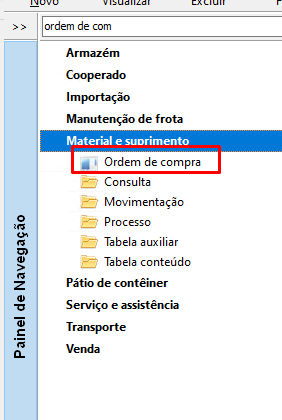 Novo Visualizar Excluir
>> ordem de com
Armazém
Cooperado
Importação
Manutenção de frota
Material e suprimento
Ordem de compra
Consulta
Movimentação
Processo
Tabela auxiliar
Tabela conteúdo
Pátio de contêiner
Serviço e assistência
Transporte
Venda
Painel de Navegação